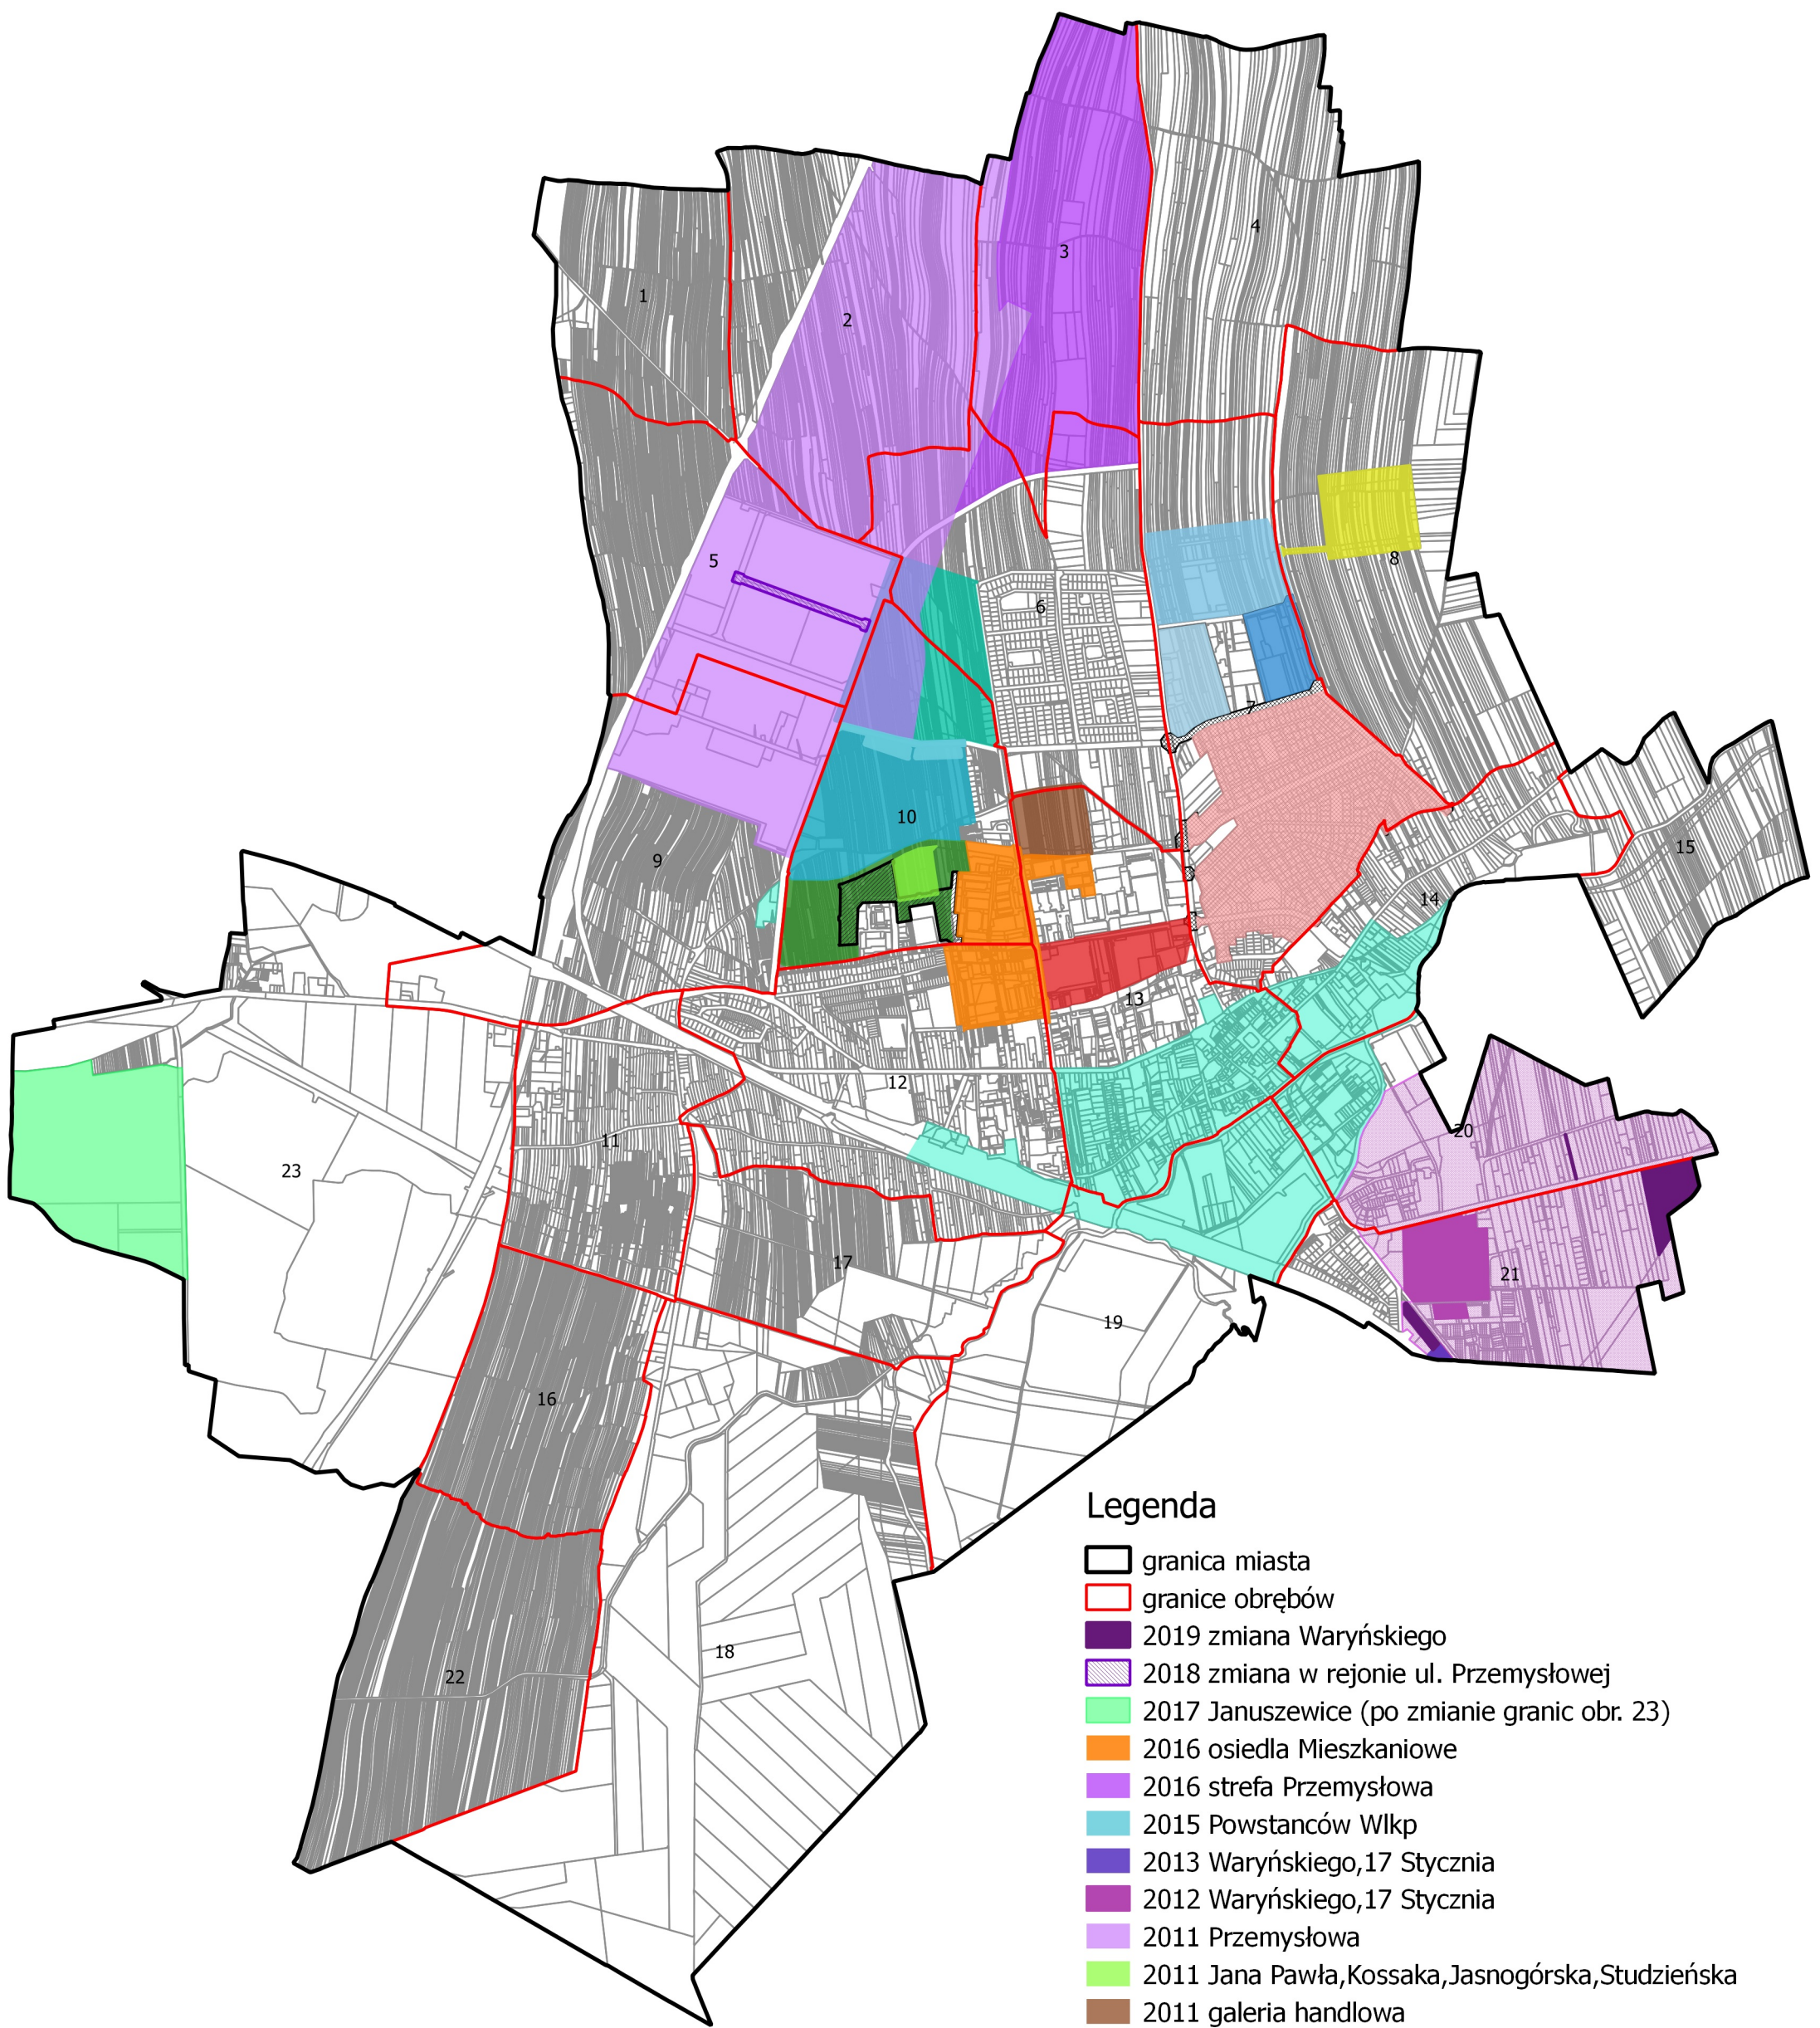 4
3
1
2
5
8
6
7
10
15
9
14
13
12
20
11
23
17
21
19
16
18
22
Legenda
granica miasta
granice obrębów
2019 zmiana Waryńskiego
2018 zmiana w rejonie ul. Przemysłowej
2017 Januszewice (po zmianie granic obr. 23)
2016 osiedla Mieszkaniowe
2016 strefa Przemysłowa
2015 Powstanców Wlkp
2013 Waryńskiego,17 Stycznia
2012 Waryńskiego,17 Stycznia
2011 Przemysłowa
2011 Jana Pawła,Kossaka,Jasnogórska,Studzieńska
2011 galeria handlowa